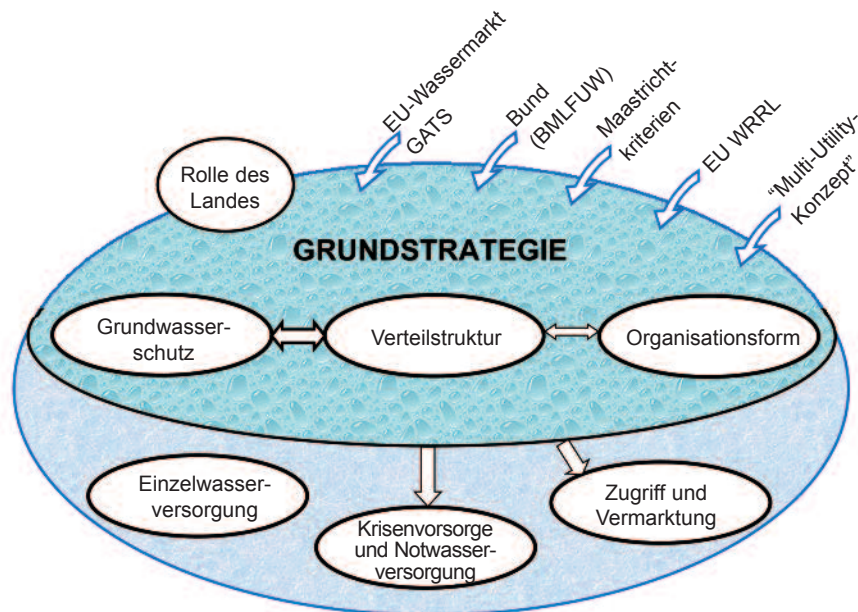 EU-Wassermarkt
GATS
Bund
(BMLFUW)
Maastricht-
kriterien
EU WRRL
“Multi-Utility-
Konzept”
Rolle des
Landes
GRUNDSTRATEGIE
Grundwasser-
schutz
Verteilstruktur
Organisationsform
Einzelwasser-
versorgung
Krisenvorsorge
und Notwasser-
versorgung
Zugriff und
Vermarktung